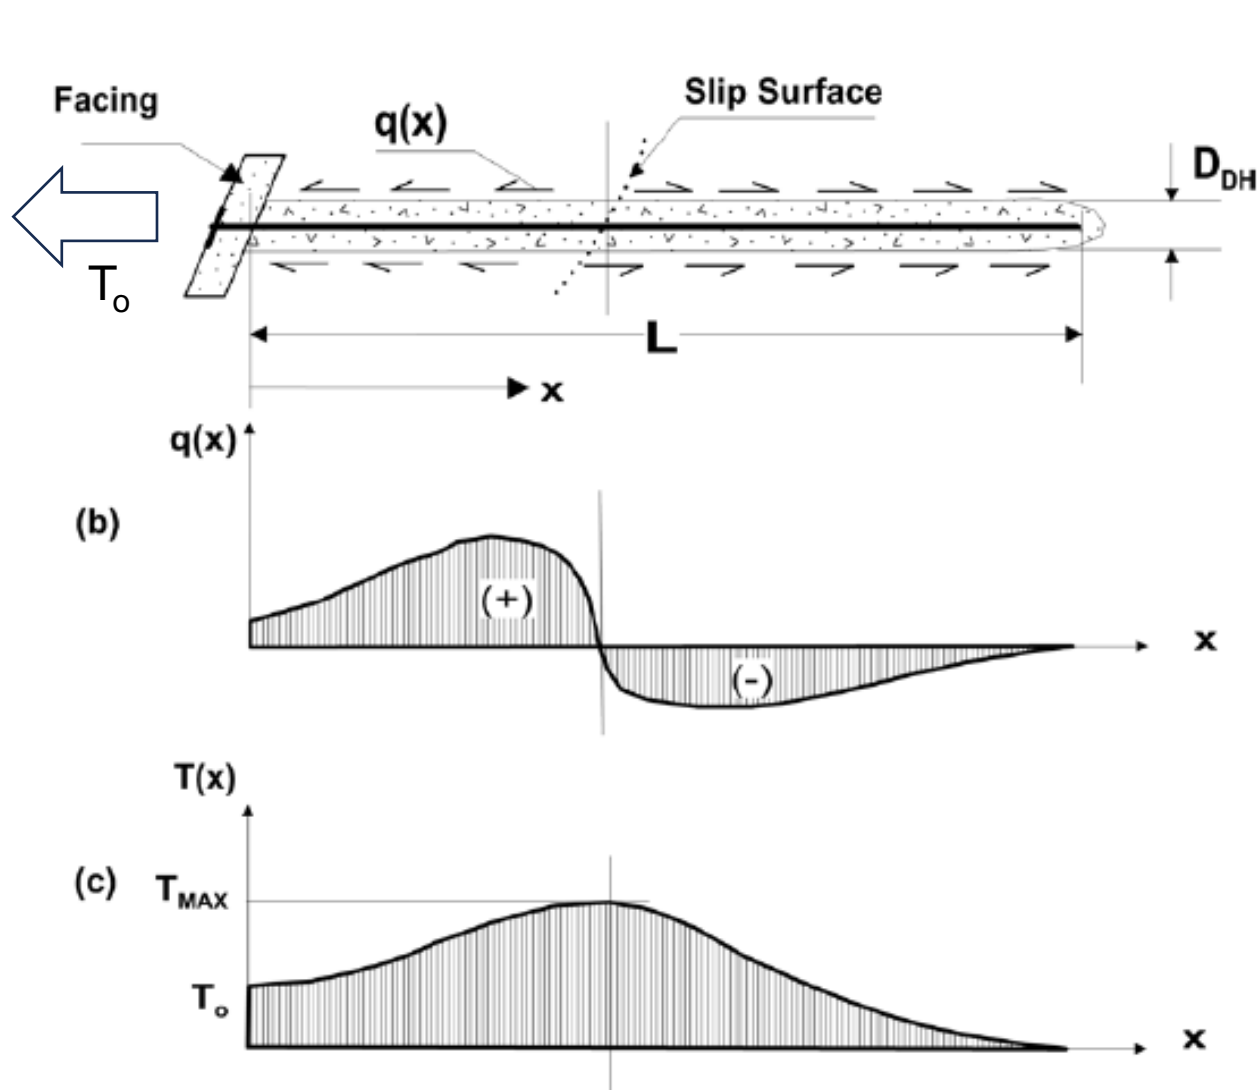 Facing
q(x)
Slip Surface
D_DH
T_o
L
x
q(x)
(b)
(+)
(-)
x
T(x)
(c)
T_MAX
T_o
x